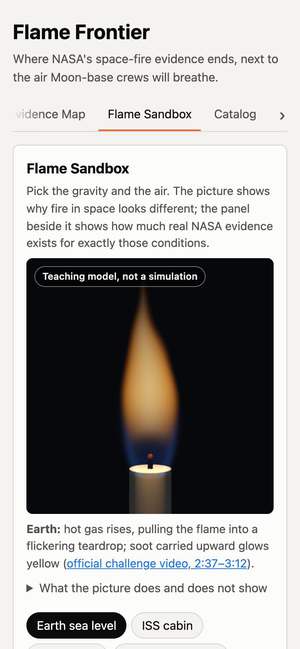 Flame Frontier
Where NASA's space-fire evidence ends, next to
the air Moon-base crews will breathe.
Map Flame Sandbox Catalog ›
Flame Sandbox
Pick the gravity and the air. The picture shows
why fire in space looks different; the panel
beside it shows how much real NASA evidence
exists for exactly those conditions.
Teaching model, not a simulation
Earth: hot gas rises, pulling the flame into a
flickering teardrop; soot carried upward glows
yellow (official challenge video, 2:37–3:12).
What the picture does and does not show
Earth sea level ISS cabin